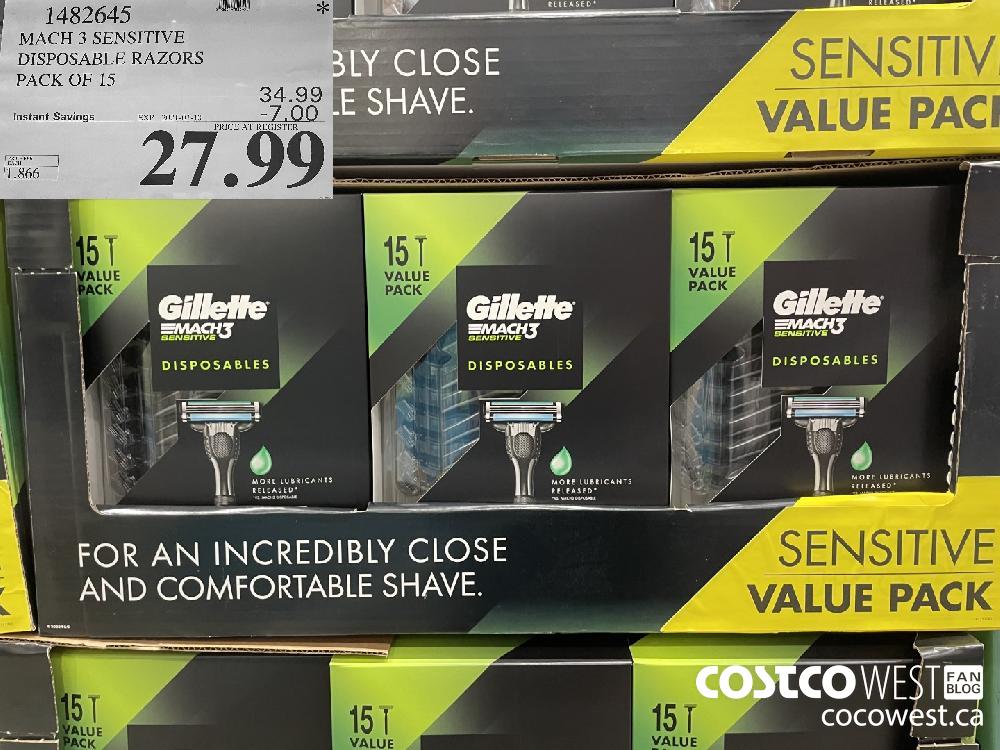 1482645
*
MACH 3 SENSITIVE
DISPOSABLE RAZORS
PACK OF 15
34.99
Instant Savings
-7.00
PRICE AT REGISTER
27.99
1.866
RELEASED*
RELEASED*
BLY CLOSE
LE SHAVE.
SENSITIV
VALUE PACK
15
VALUE
PACK
Gillette
MACH3
SENSITIVE
DISPOSABLES
MORE LUBRICANTS
RELEASED*
15
VALUE
PACK
Gillette
MACH3
SENSITIVE
DISPOSABLES
MORE LUBRICANTS
RELEASED*
15
VALUE
PACK
Gillette
MACH3
SENSITIVE
DISPOSABLES
MORE LUBRICANTS
RELEASED*
FOR AN INCREDIBLY CLOSE
AND COMFORTABLE SHAVE.
SENSITIVE
VALUE PACK
15
VALUE
PACK
15
VALUE
15
VALUE
COSTCO WEST FAN BLOG
cocowest.ca